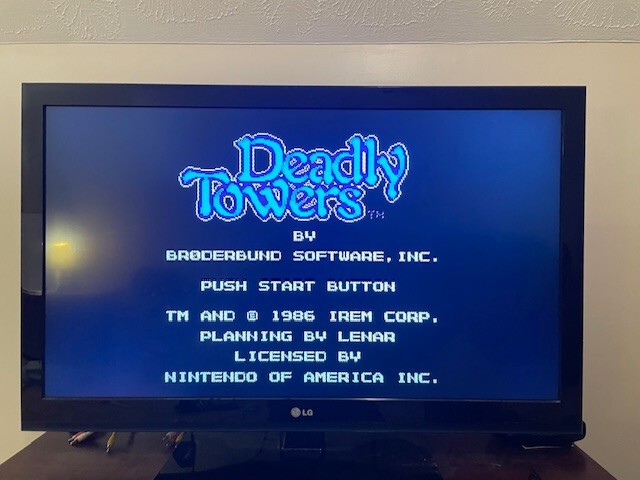 Deadly
Towers TM
BY
BRØDERBUND SOFTWARE, INC.
PUSH START BUTTON
TM AND © 1986 IREM CORP.
PLANNING BY LENAR
LICENSED BY
NINTENDO OF AMERICA INC.
LG